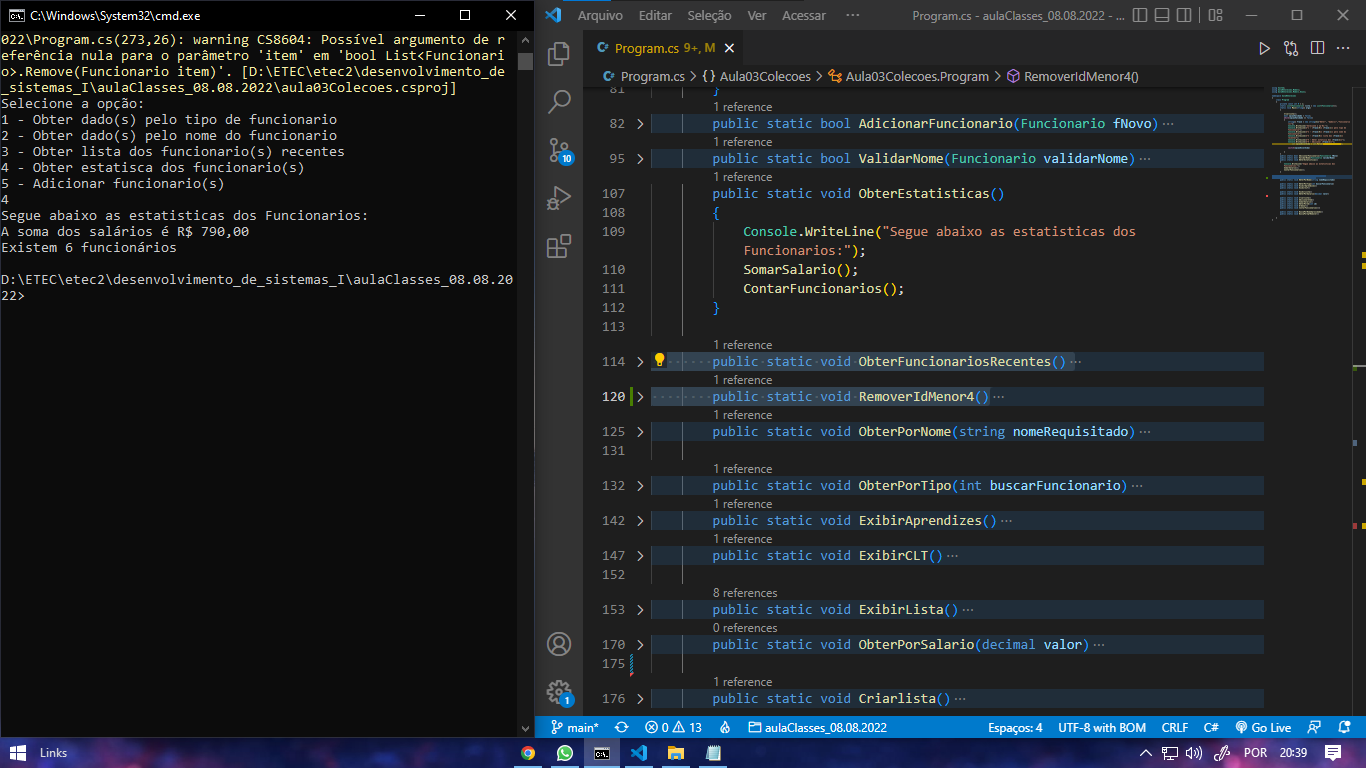 C:\Windows\System32\cmd.exe
022\Program.cs(273,26): warning CS8604: Possível argumento de r
eferência nula para o parâmetro 'item' em 'bool List<Funcionari
o>.Remove(Funcionario item)'. [D:\ETEC\etec2\desenvolvimento_de
_sistemas_I\aulaClasses_08.08.2022\aula03Colecoes.csproj]
Selecione a opção:
1 - Obter dado(s) pelo tipo de funcionario
2 - Obter dado(s) pelo nome do funcionario
3 - Obter lista dos funcionario(s) recentes
4 - Obter estatisca dos funcionario(s)
5 - Adicionar funcionario(s)
4
Segue abaixo as estatisticas dos Funcionarios:
A soma dos salários é R$ 790,00
Existem 6 funcionários
D:\ETEC\etec2\desenvolvimento_de_sistemas_I\aulaClasses_08.08.20
22>
Arquivo Editar Seleção Ver Acessar ··· Program.cs - aulaClasses_08.08.2022 - ...
Program.cs 9+, M
Program.cs > {} Aula03Colecoes > Aula03Colecoes.Program > RemoverIdMenor4()
81 }
1 reference
82 > public static bool AdicionarFuncionario(Funcionario fNovo) ···
1 reference
95 > public static bool ValidarNome(Funcionario validarNome) ···
1 reference
107 public static void ObterEstatisticas()
108 {
109 Console.WriteLine("Segue abaixo as estatisticas dos
Funcionarios:");
110 SomarSalario();
111 ContarFuncionarios();
112 }
113
1 reference
114 > public static void ObterFuncionariosRecentes() ···
1 reference
120 > public static void RemoverIdMenor4() ···
1 reference
125 > public static void ObterPorNome(string nomeRequisitado) ···
131
1 reference
132 > public static void ObterPorTipo(int buscarFuncionario) ···
1 reference
142 > public static void ExibirAprendizes() ···
1 reference
147 > public static void ExibirCLT() ···
152
8 references
153 > public static void ExibirLista() ···
0 references
170 > public static void ObterPorSalario(decimal valor) ···
175
1 reference
176 > public static void Criarlista() ···
10
1
main* 0 13 aulaClasses_08.08.2022 Espaços: 4 UTF-8 with BOM CRLF C# Go Live
Links POR 20:39